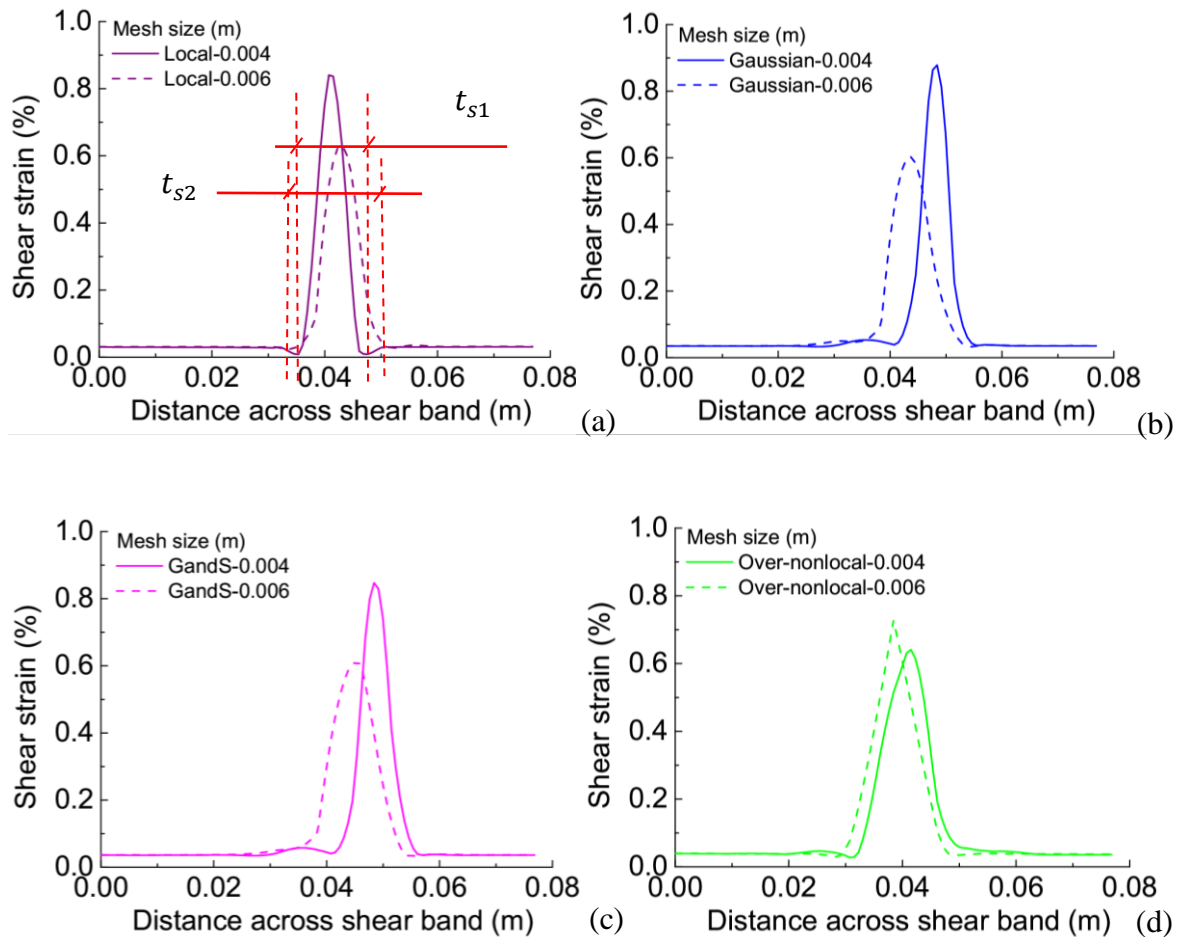 Mesh size (m)
Local-0.004
Local-0.006
t_{s1}
t_{s2}
Shear strain (%)
1.0
0.8
0.6
0.4
0.2
0.0
0.00 0.02 0.04 0.06 0.08
Distance across shear band (m)
(a)
Mesh size (m)
Gaussian-0.004
Gaussian-0.006
Shear strain (%)
1.0
0.8
0.6
0.4
0.2
0.0
0.00 0.02 0.04 0.06 0.08
Distance across shear band (m)
(b)
Mesh size (m)
GandS-0.004
GandS-0.006
Shear strain (%)
1.0
0.8
0.6
0.4
0.2
0.0
0.00 0.02 0.04 0.06 0.08
Distance across shear band (m)
(c)
Mesh size (m)
Over-nonlocal-0.004
Over-nonlocal-0.006
Shear strain (%)
1.0
0.8
0.6
0.4
0.2
0.0
0.00 0.02 0.04 0.06 0.08
Distance across shear band (m)
(d)